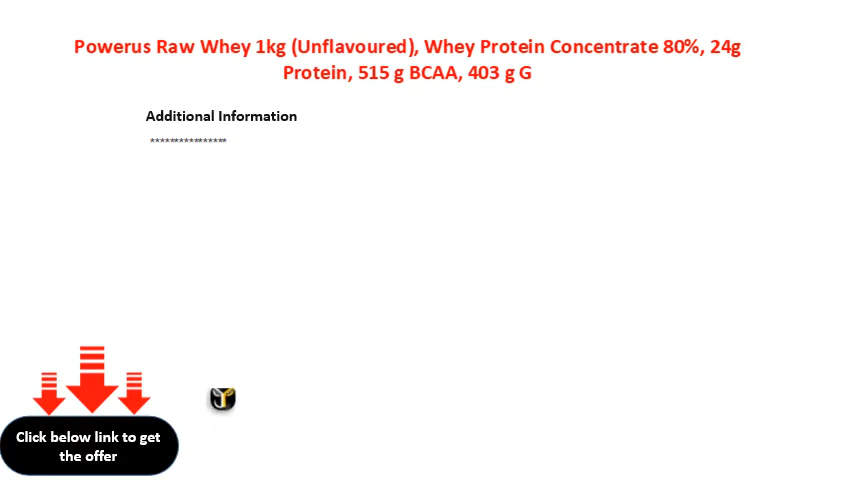 Powerus Raw Whey 1kg (Unflavoured), Whey Protein Concentrate 80%, 24g
Protein, 515 g BCAA, 403 g G
Additional Information
****************
Click below link to get
the offer